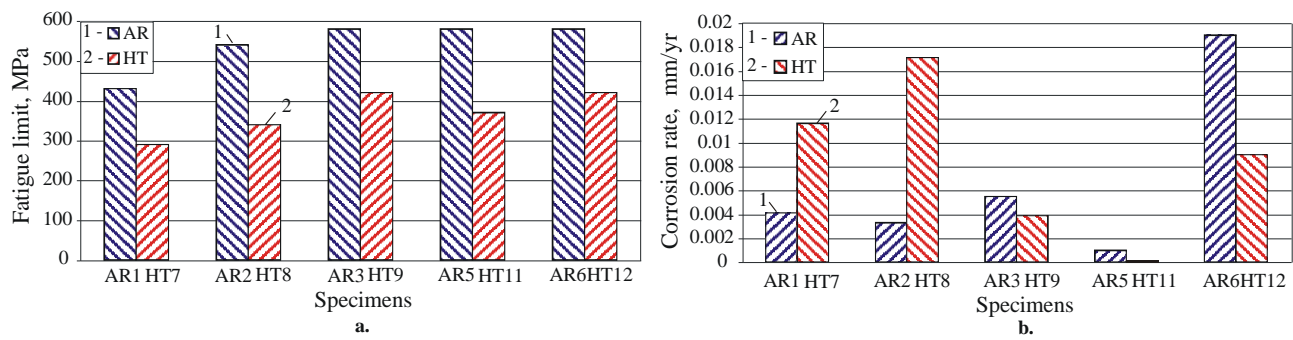 Fatigue limit, MPa
600
500
400
300
200
100
0
1 - AR
2 - HT
1
2
AR1 HT7
AR2 HT8
AR3 HT9
AR5 HT11
AR6HT12
Specimens
a.
Corrosion rate, mm/yr
0.02
0.018
0.016
0.014
0.012
0.01
0.008
0.006
0.004
0.002
0
1 - AR
2 - HT
2
1
AR1 HT7
AR2 HT8
AR3 HT9
AR5 HT11
AR6HT12
Specimens
b.